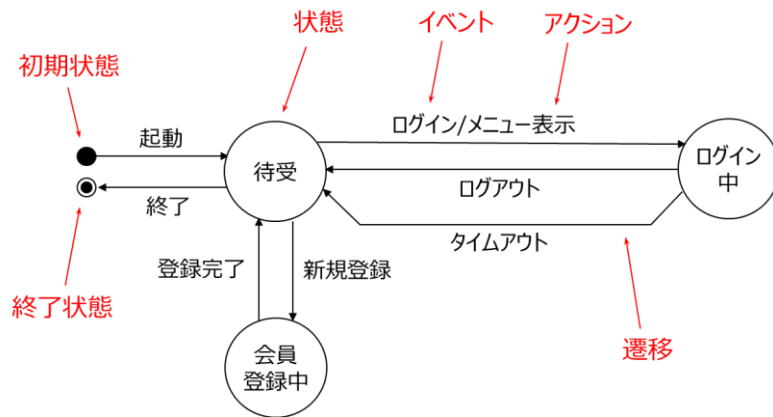 状態
イベント
アクション
初期状態
起動
ログイン/メニュー表示
待受
ログイン
中
ログアウト
終了
タイムアウト
登録完了
新規登録
終了状態
遷移
会員
登録中